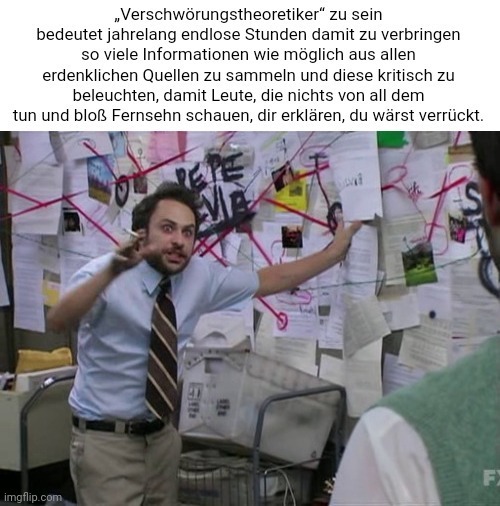 „Verschwörungstheoretiker“ zu sein
bedeutet jahrelang endlose Stunden damit zu verbringen
so viele Informationen wie möglich aus allen
erdenklichen Quellen zu sammeln und diese kritisch zu
beleuchten, damit Leute, die nichts von all dem
tun und bloß Fernsehn schauen, dir erklären, du wärst verrückt.
PEPE
SILVIA
S
FX
imgflip.com